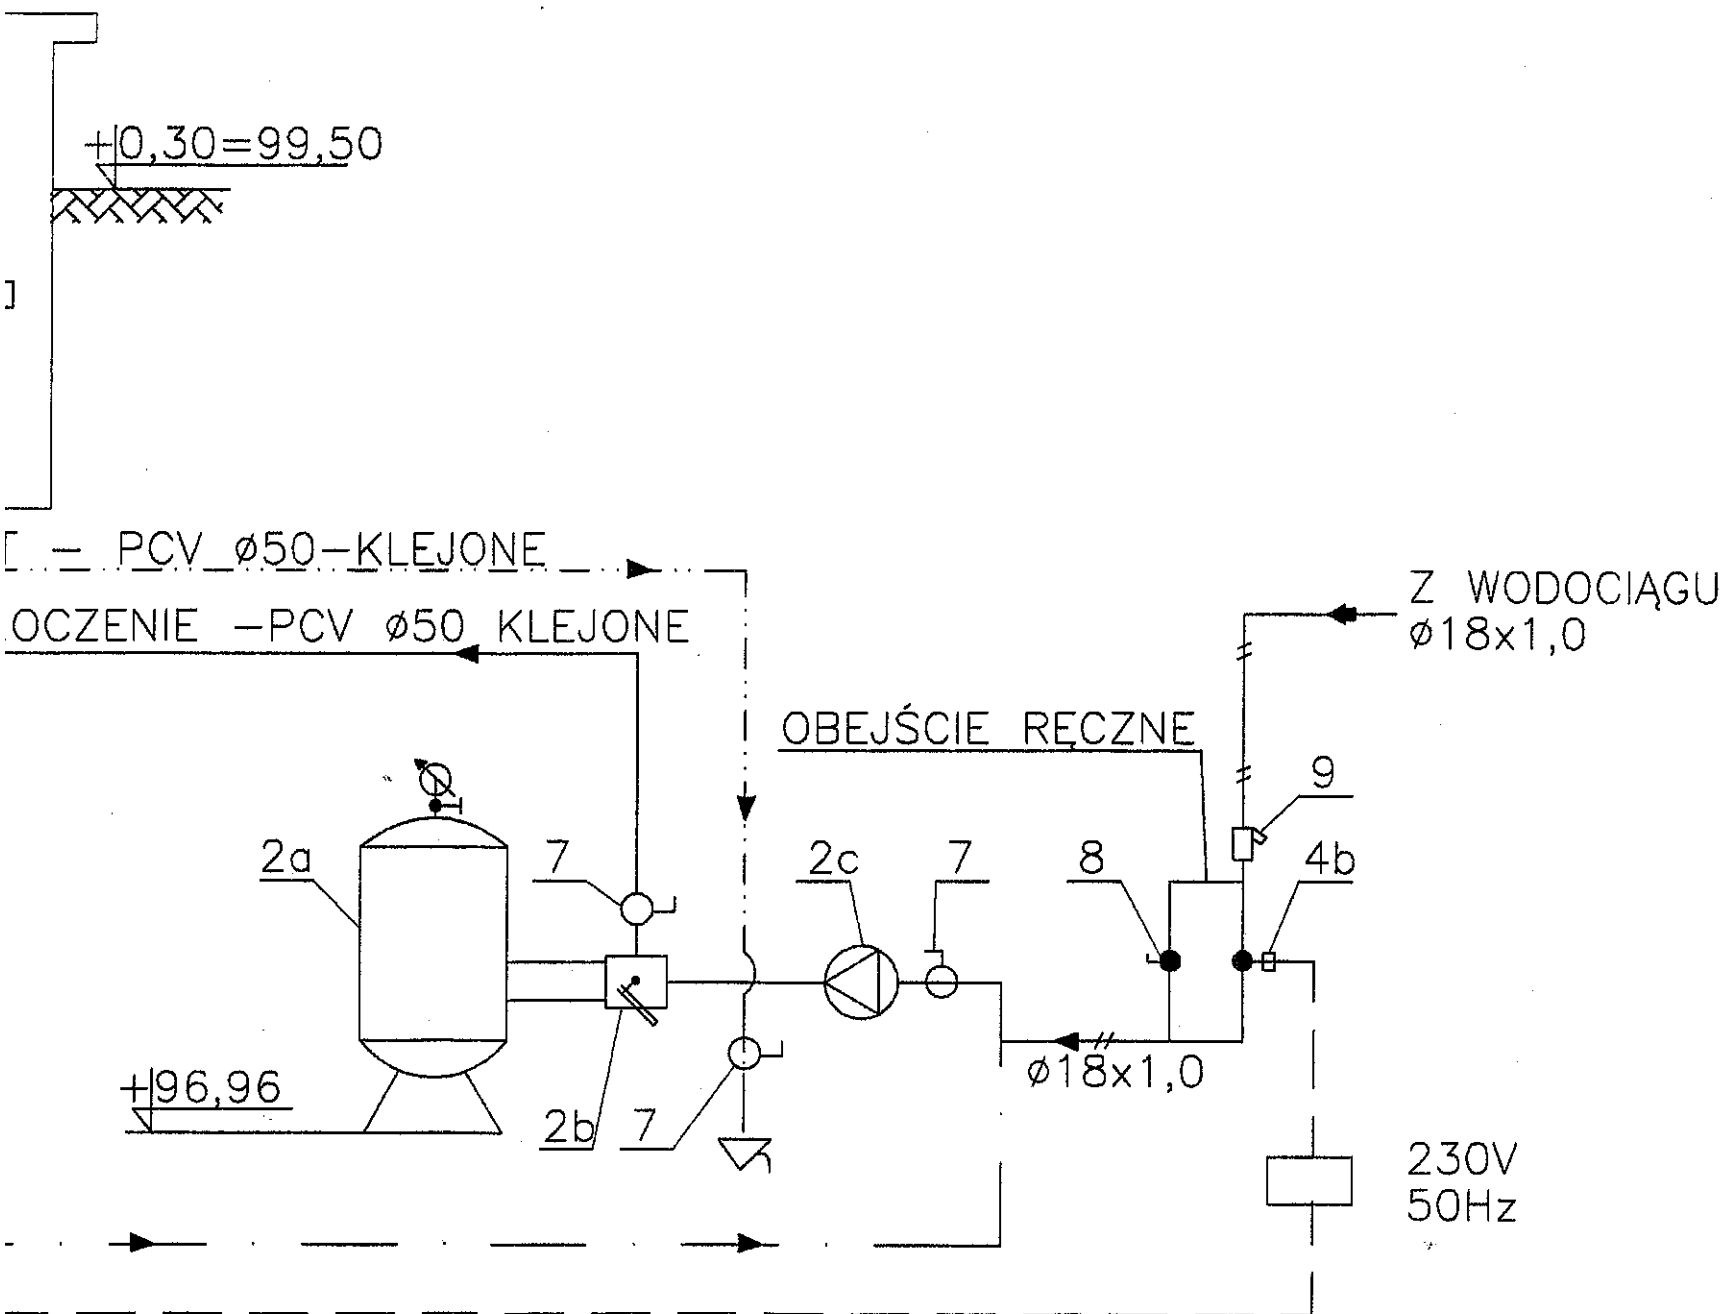 +0,30=99,50
– PCV ø50–KLEJONE
OCZENIE –PCV ø50 KLEJONE
Z WODOCIĄGU
ø18x1,0
OBEJŚCIE RĘCZNE
9
2a
7
2c
7
8
4b
ø18x1,0
+96,96
2b
7
230V
50Hz